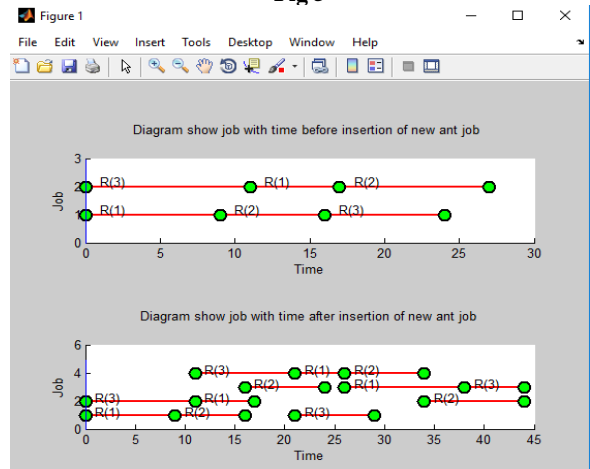 Fig 3
Figure 1
File Edit View Insert Tools Desktop Window Help
Diagram show job with time before insertion of new ant job
3
2
1
0
Job
R(3) R(1) R(2)
R(1) R(2) R(3)
0 5 10 15 20 25 30
Time
Diagram show job with time after insertion of new ant job
6
4
2
0
Job
R(3) R(1) R(2)
R(2) R(1) R(3)
R(3) R(1) R(2)
R(1) R(2) R(3)
0 5 10 15 20 25 30 35 40 45
Time